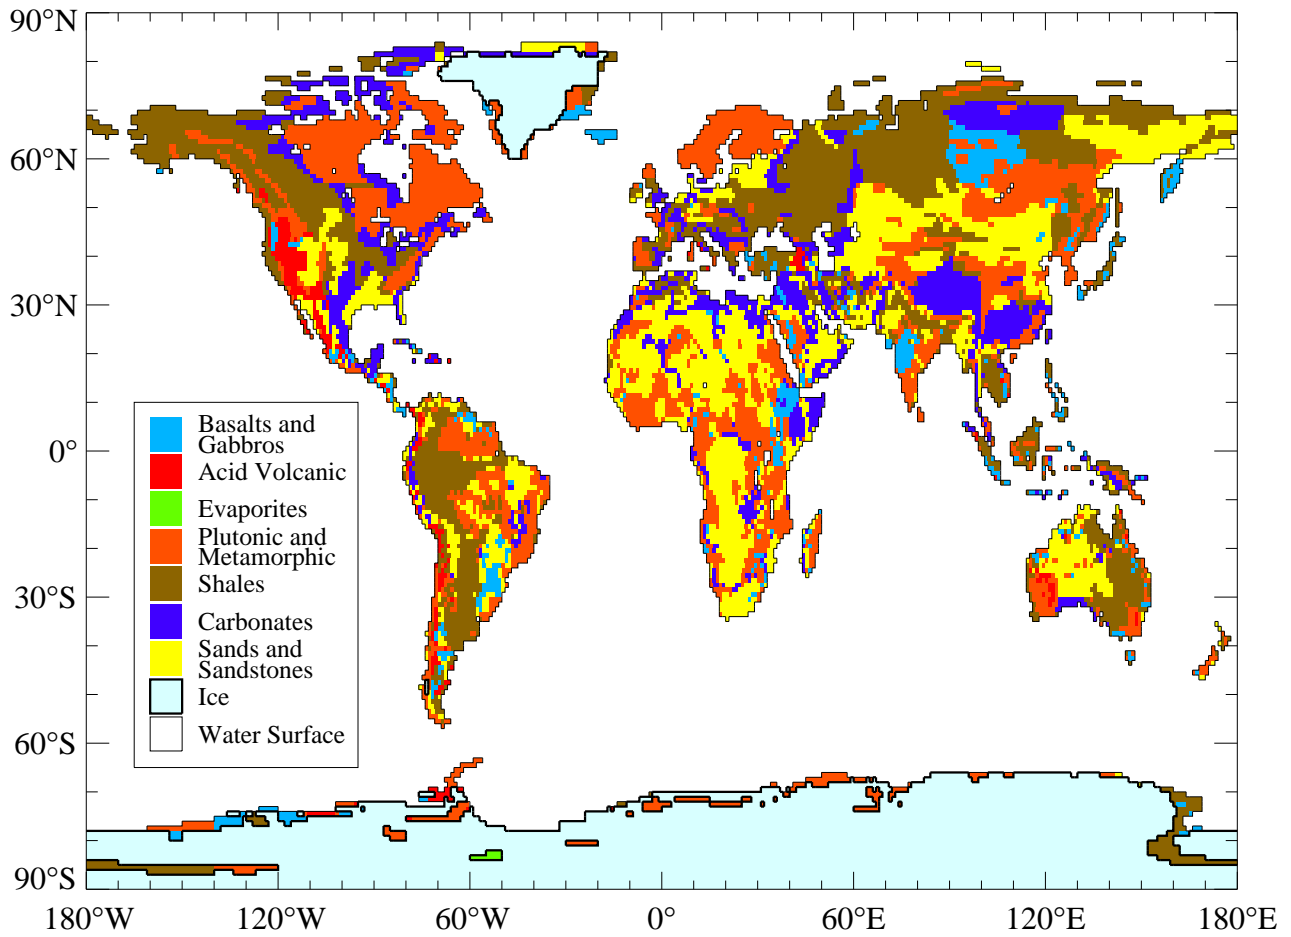 90°N
60°N
30°N
0°
30°S
60°S
90°S
Basalts and
Gabbros
Acid Volcanic
Evaporites
Plutonic and
Metamorphic
Shales
Carbonates
Sands and
Sandstones
Ice
Water Surface
180°W
120°W
60°W
0°
60°E
120°E
180°E